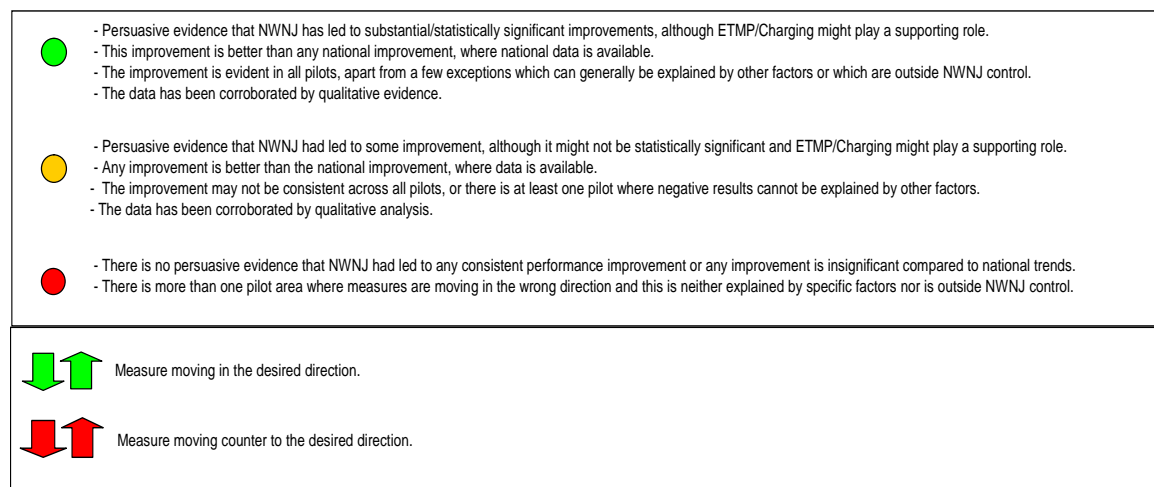 - Persuasive evidence that NWNJ has led to substantial/statistically significant improvements, although ETMP/Charging might play a supporting role.
- This improvement is better than any national improvement, where national data is available.
- The improvement is evident in all pilots, apart from a few exceptions which can generally be explained by other factors or which are outside NWNJ control.
- The data has been corroborated by qualitative evidence.
- Persuasive evidence that NWNJ had led to some improvement, although it might not be statistically significant and ETMP/Charging might play a supporting role.
- Any improvement is better than the national improvement, where data is available.
- The improvement may not be consistent across all pilots, or there is at least one pilot where negative results cannot be explained by other factors.
- The data has been corroborated by qualitative analysis.
- There is no persuasive evidence that NWNJ had led to any consistent performance improvement or any improvement is insignificant compared to national trends.
- There is more than one pilot area where measures are moving in the wrong direction and this is neither explained by specific factors nor is outside NWNJ control.
Measure moving in the desired direction.
Measure moving counter to the desired direction.